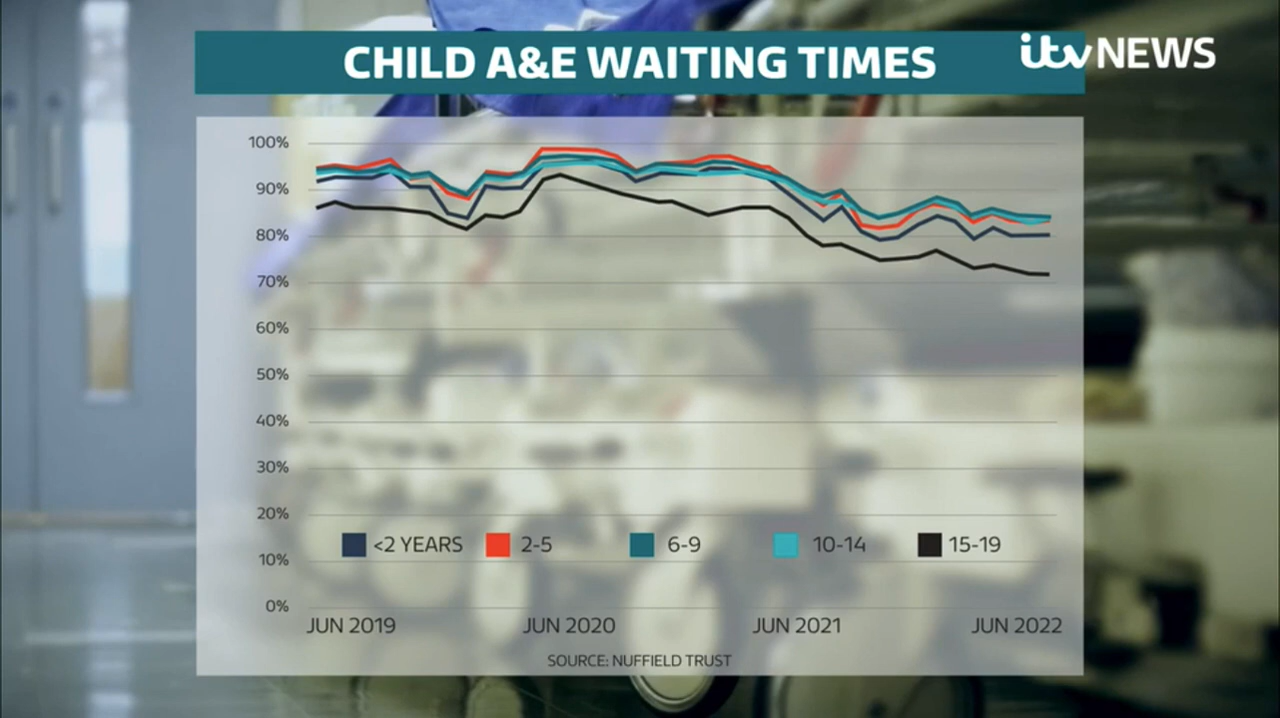 CHILD A&E WAITING TIMES
itv NEWS
100%
90%
80%
70%
60%
50%
40%
30%
20%
10%
0%
<2 YEARS 2-5 6-9 10-14 15-19
JUN 2019 JUN 2020 JUN 2021 JUN 2022
SOURCE: NUFFIELD TRUST